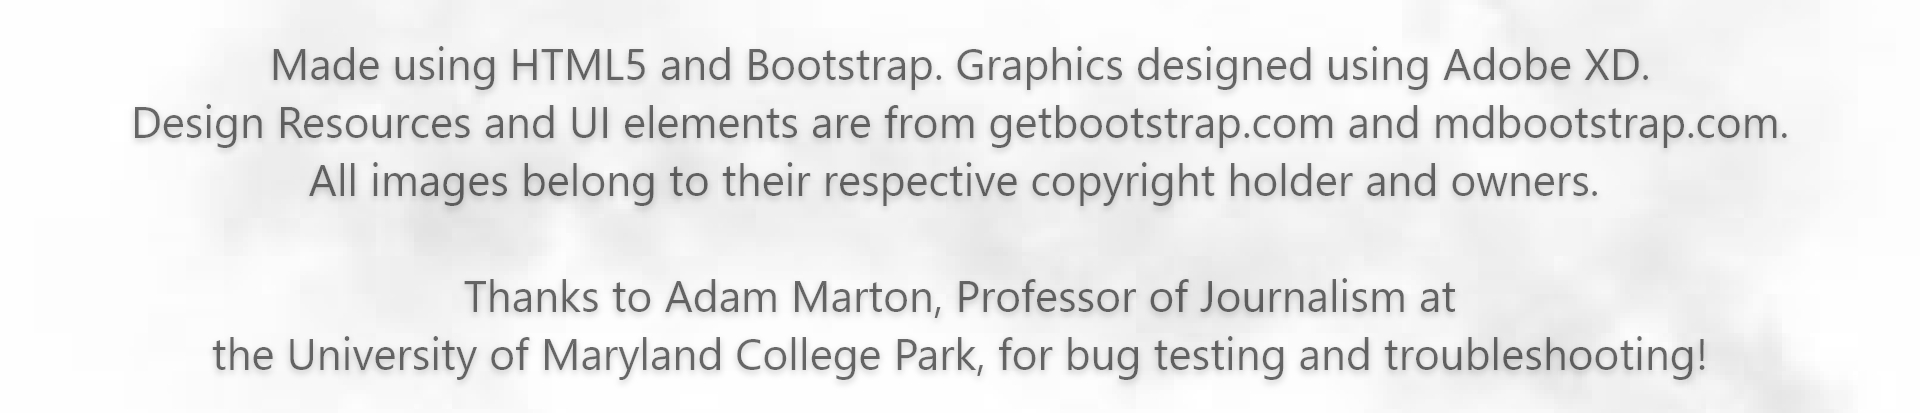 Made using HTML5 and Bootstrap. Graphics designed using Adobe XD.
Design Resources and UI elements are from getbootstrap.com and mdbootstrap.com.
All images belong to their respective copyright holder and owners.
Thanks to Adam Marton, Professor of Journalism at
the University of Maryland College Park, for bug testing and troubleshooting!